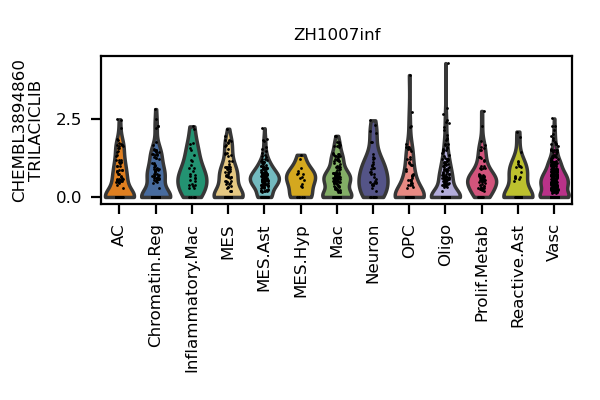 ZH1007inf
CHEMBL3894860
TRILACICLIB
2.5
0.0
AC
Chromatin.Reg
Inflammatory.Mac
MES
MES.Ast
MES.Hyp
Mac
Neuron
OPC
Oligo
Prolif.Metab
Reactive.Ast
Vasc